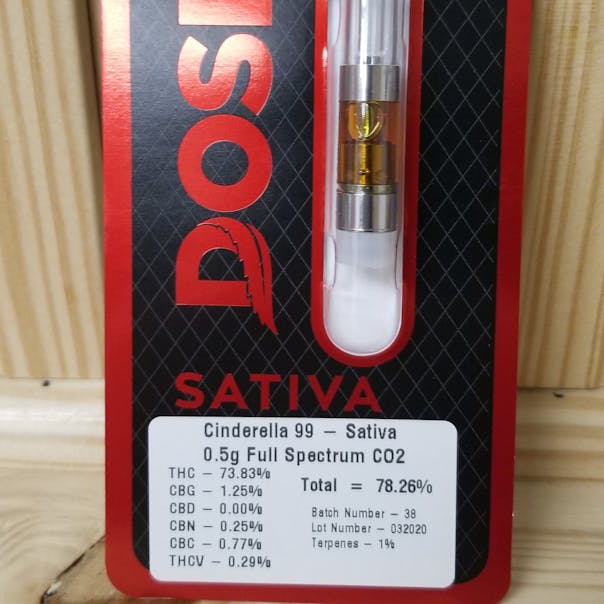 SATIVA
Cinderella 99 – Sativa
0.5g Full Spectrum CO2
THC – 73.83%
CBG – 1.25%
CBD – 0.00%
CBN – 0.25%
CBC – 0.77%
THCV – 0.29%
Total = 78.26%
Batch Number – 38
Lot Number – 032020
Terpenes – 1%